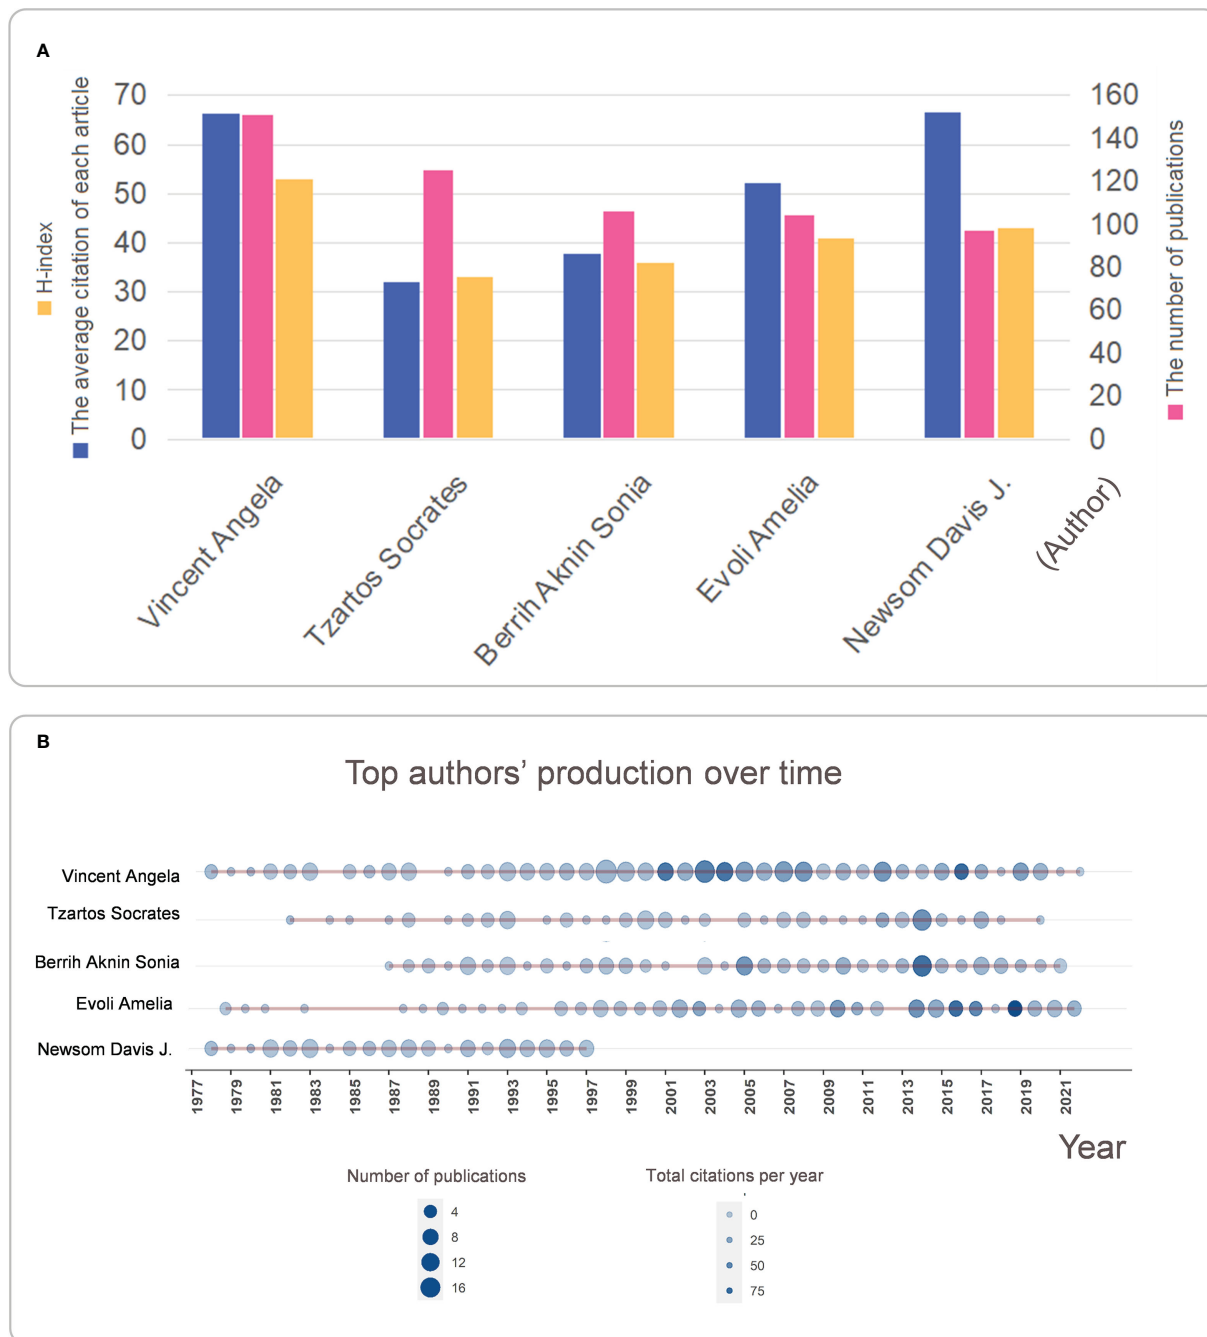 A
H-index
The average citation of each article
70
60
50
40
30
20
10
0
160
140
120
100
80
60
40
20
0
The number of publications
Vincent Angela
Tzartos Socrates
Berrih Aknin Sonia
Evoli Amelia
Newsom Davis J.
(Author)
B
Top authors’ production over time
Vincent Angela
Tzartos Socrates
Berrih Aknin Sonia
Evoli Amelia
Newsom Davis J.
1977
1979
1981
1983
1985
1987
1989
1991
1993
1995
1997
1999
2001
2003
2005
2007
2009
2011
2013
2015
2017
2019
2021
Year
Number of publications
4
8
12
16
Total citations per year
0
25
50
75